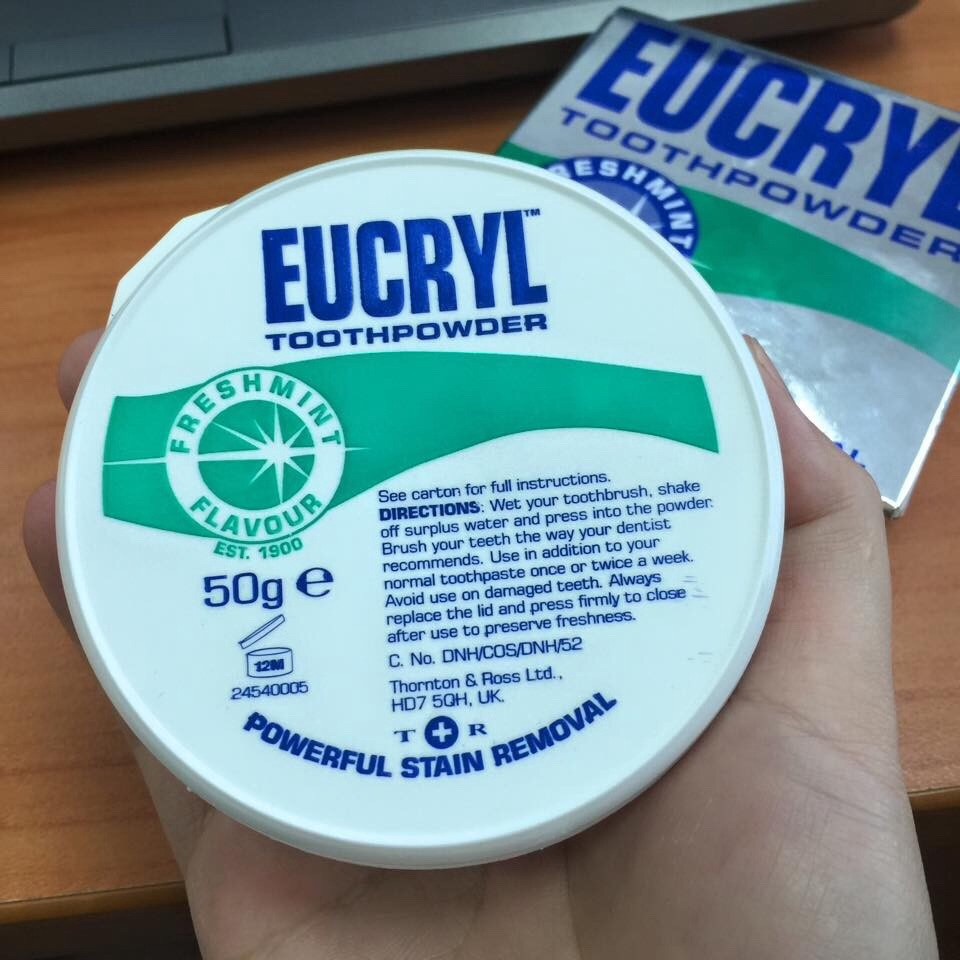 EUCRYL™
TOOTHPOWDER
FRESHMINT
FLAVOUR
EST. 1900
50g e
12M
24540005
See carton for full instructions.
DIRECTIONS: Wet your toothbrush, shake
off surplus water and press into the powder.
Brush your teeth the way your dentist
recommends. Use in addition to your
normal toothpaste once or twice a week.
Avoid use on damaged teeth. Always
replace the lid and press firmly to close
after use to preserve freshness.
C. No. DNH/COS/DNH/52
Thornton & Ross Ltd.,
HD7 5QH, UK.
T R
POWERFUL STAIN REMOVAL
EUCRYL
TOOTHPOWDER
FRESHMINT